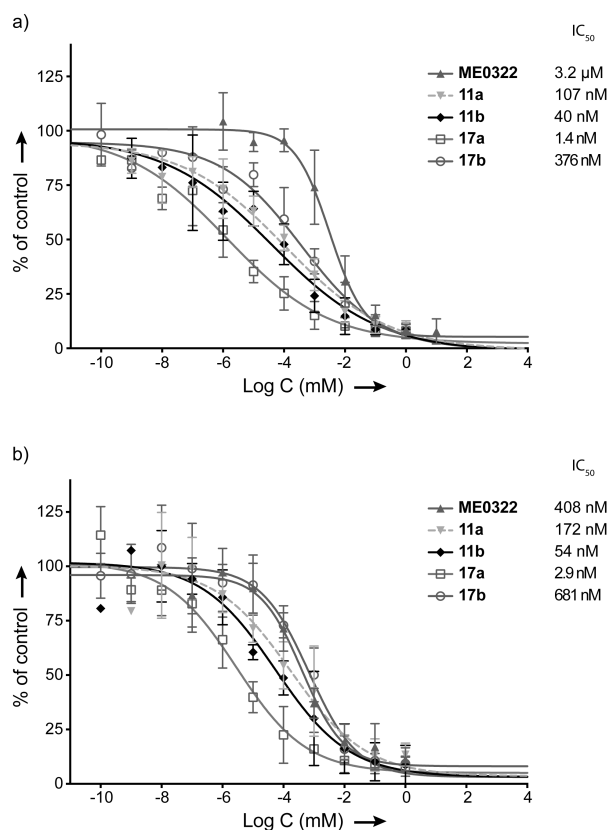 a)
IC50
ME0322 3.2 µM
11a 107 nM
11b 40 nM
17a 1.4 nM
17b 376 nM
125
100
75
50
25
0
% of control
-10 -8 -6 -4 -2 0 2 4
Log C (mM)
b)
IC50
ME0322 408 nM
11a 172 nM
11b 54 nM
17a 2.9 nM
17b 681 nM
125
100
75
50
25
0
% of control
-10 -8 -6 -4 -2 0 2 4
Log C (mM)